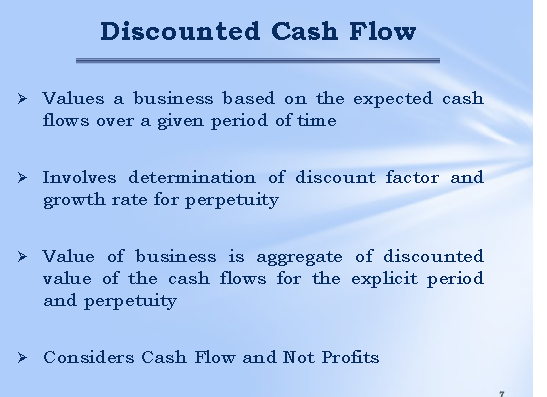 Discounted Cash Flow
➢ Values a business based on the expected cash
flows over a given period of time
➢ Involves determination of discount factor and
growth rate for perpetuity
➢ Value of business is aggregate of discounted
value of the cash flows for the explicit period
and perpetuity
➢ Considers Cash Flow and Not Profits
7